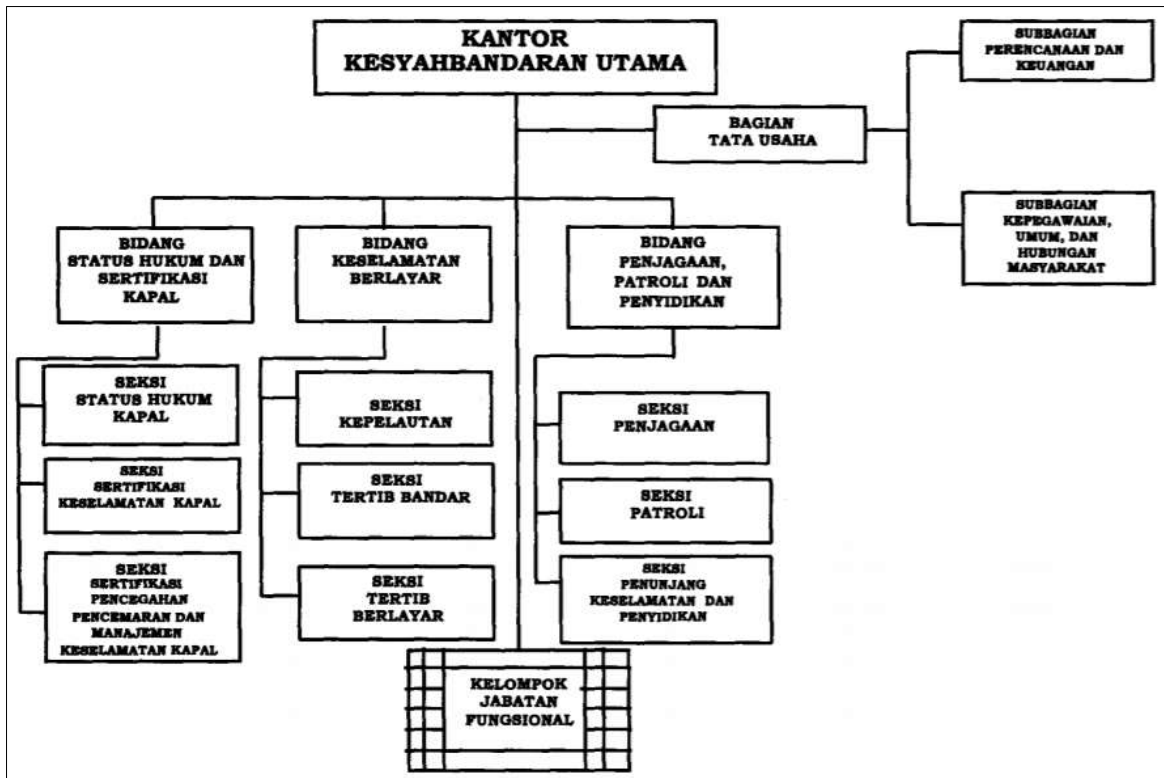 KANTOR
KESYAHBANDARAN UTAMA
SUBBAGIAN
PERENCANAAN DAN
KEUANGAN
BAGIAN
TATA USAHA
SUBBAGIAN
KEPEGAWAIAN,
UMUM, DAN
HUBUNGAN
MASYARAKAT
BIDANG
STATUS HUKUM DAN
SERTIFIKASI
KAPAL
BIDANG
KESELAMATAN
BERLAYAR
BIDANG
PENJAGAAN,
PATROLI DAN
PENYIDIKAN
SEKSI
STATUS HUKUM
KAPAL
SEKSI
SERTIFIKASI
KESELAMATAN KAPAL
SEKSI
SERTIFIKASI
PENCEGAHAN
PENCEMARAN DAN
MANAJEMEN
KESELAMATAN KAPAL
SEKSI
KEPELAUTAN
SEKSI
TERTIB BANDAR
SEKSI
TERTIB
BERLAYAR
SEKSI
PENJAGAAN
SEKSI
PATROLI
SEKSI
PENUNJANG
KESELAMATAN DAN
PENYIDIKAN
KELOMPOK
JABATAN
FUNGSIONAL